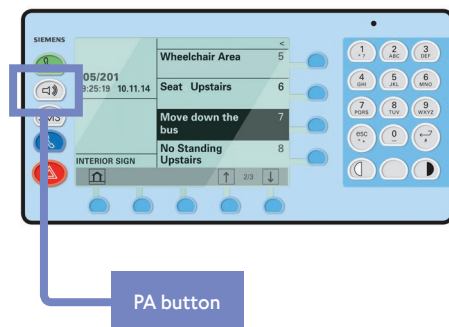 SIEMENS
<
Wheelchair Area 5
05/201
9:25:19 10.11.14
Seat Upstairs 6
Move down the 7
bus
No Standing 8
Upstairs
INTERIOR SIGN
2/3
1 * ?
2 ABC
3 DEF
4 GHI
5 JKL
6 MNO
7 PQRS
8 TUV
9 WXYZ
esc
0
#
MS
PA button